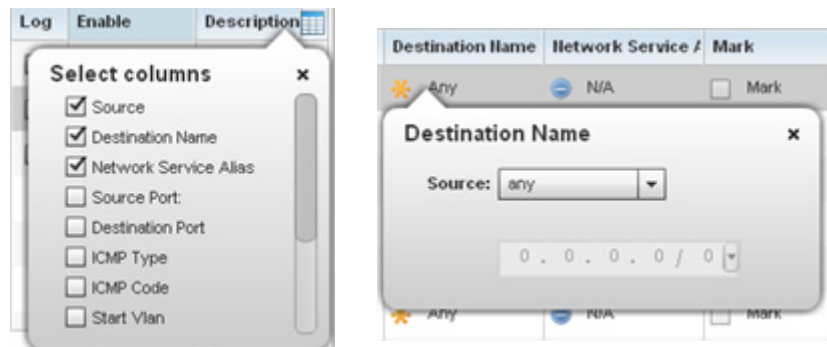 Log Enable Description
Select columns ×
Source
Destination Name
Network Service Alias
Source Port:
Destination Port
ICMP Type
ICMP Code
Start Vlan
Destination Name Network Service A Mark
Any N/A Mark
Destination Name ×
Source: any
0 . 0 . 0 . 0 / 0
Any N/A Mark